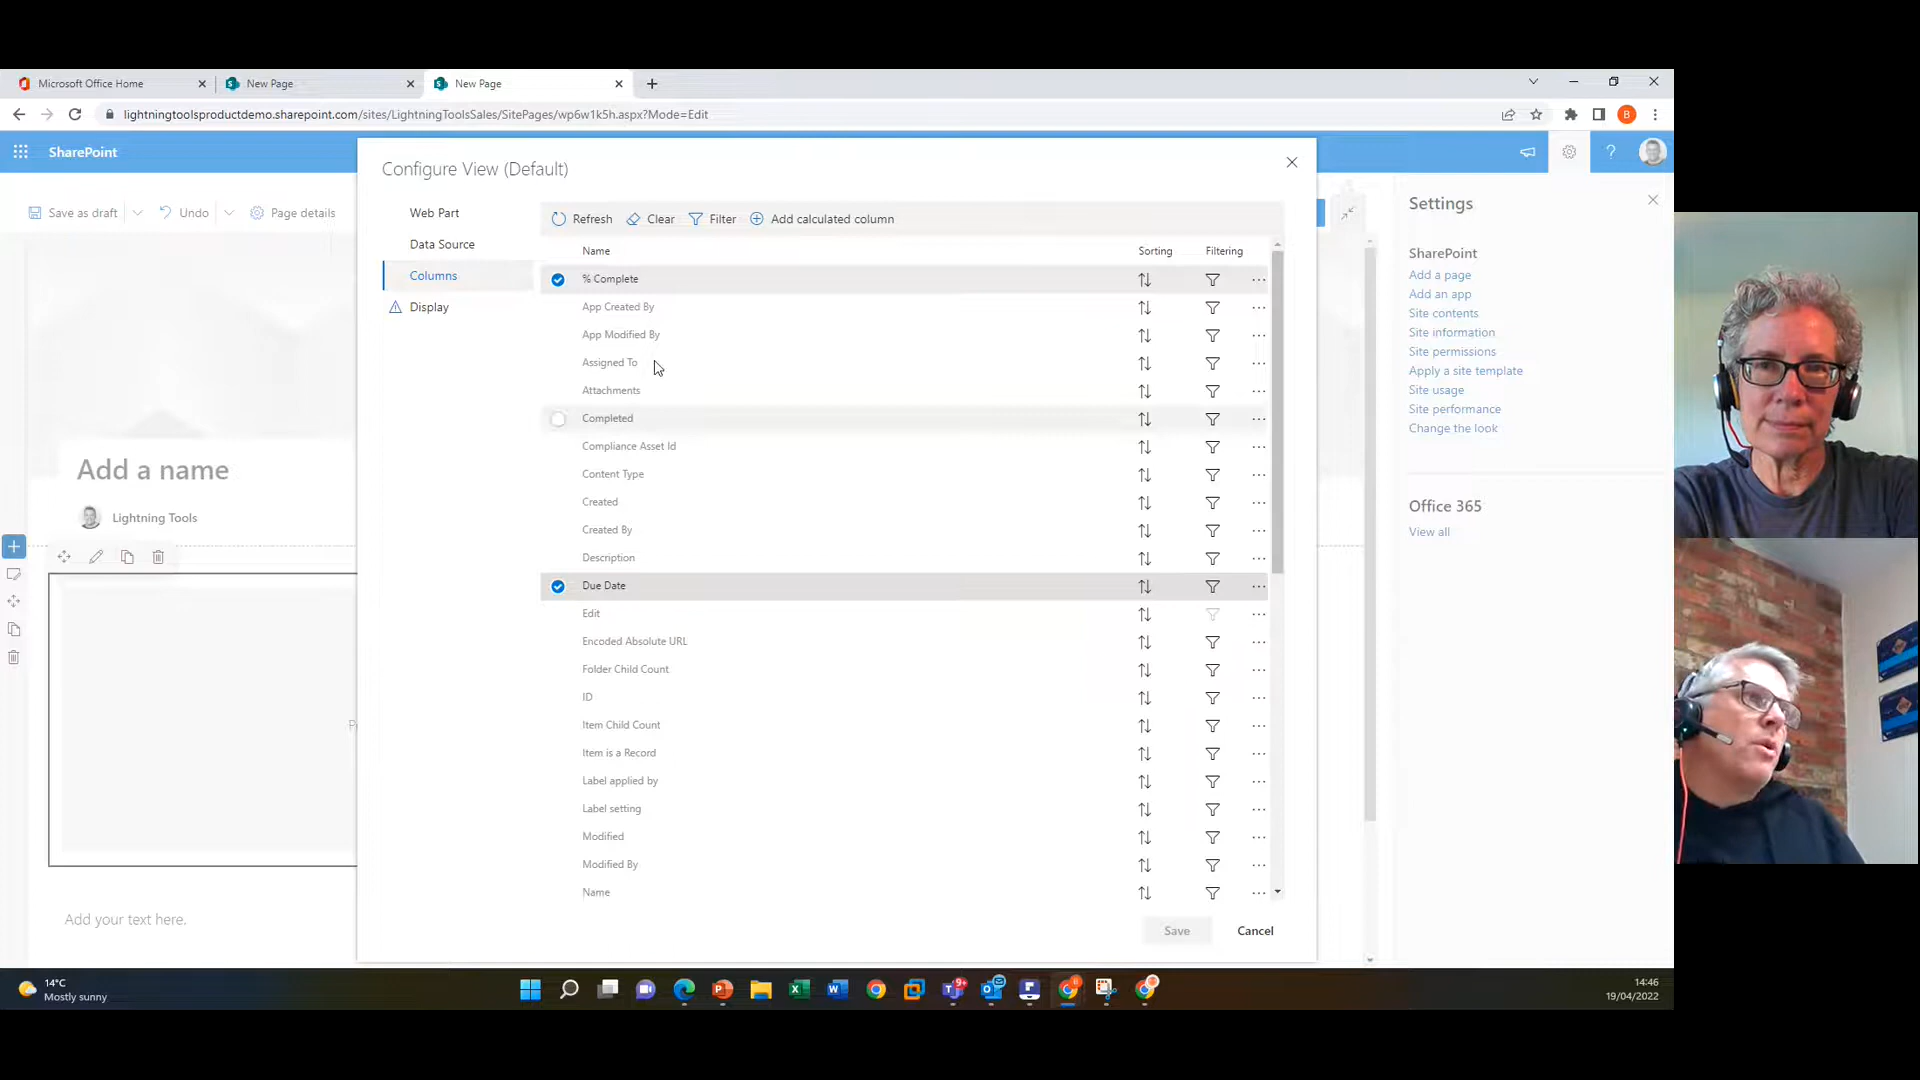 Microsoft Office Home
New Page
New Page
lightningtoolsproductdemo.sharepoint.com/sites/LightningToolsSales/SitePages/wp6w1k5h.aspx?Mode=Edit
B
SharePoint
?
Save as draft
Undo
Page details
Add a name
Lightning Tools
Add your text here.
Configure View (Default)
Web Part
Data Source
Columns
Display
Refresh
Clear
Filter
Add calculated column
Name
Sorting
Filtering
% Complete
App Created By
App Modified By
Assigned To
Attachments
Completed
Compliance Asset Id
Content Type
Created
Created By
Description
Due Date
Edit
Encoded Absolute URL
Folder Child Count
ID
Item Child Count
Item is a Record
Label applied by
Label setting
Modified
Modified By
Name
Save
Cancel
Settings
SharePoint
Add a page
Add an app
Site contents
Site information
Site permissions
Apply a site template
Site usage
Site performance
Change the look
Office 365
View all
14°C
Mostly sunny
14:46
19/04/2022